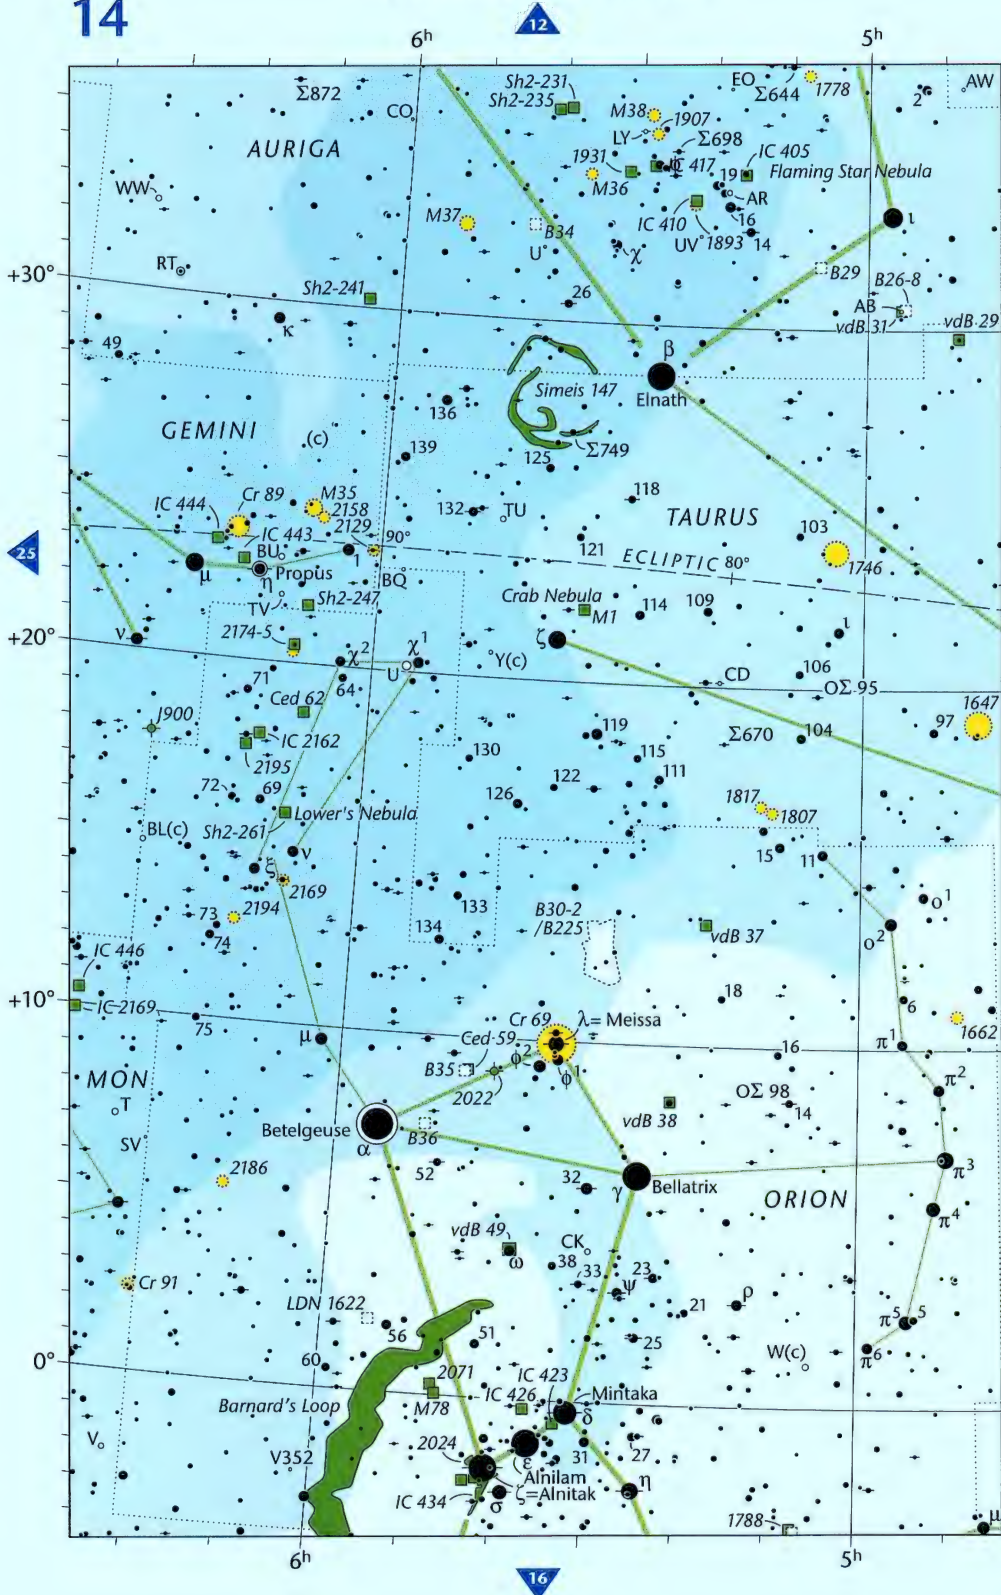 14
12
6h
5h
Σ872
CO
Sh2-231
Sh2-235
M38
1907
LY
Σ698
EO
Σ644
1778
2
AW
AURIGA
1931
M36
IC 417
19
IC 405
Flaming Star Nebula
AR
16
WW
M37
B34
U
χ
IC 410
UV
1893
14
ι
RT
+30°
Sh2-241
26
B29
B26-8
AB
vdB 31
vdB 29
κ
49
β
Elnath
Simeis 147
136
GEMINI
(c)
139
Σ749
125
118
IC 444
Cr 89
M35
2158
2129
132
TU
TAURUS
103
IC 443
90°
121
ECLIPTIC 80°
1746
25
BU
1
μ
η
Propus
BQ
TV
Sh2-247
Crab Nebula
M1
114
109
ν
+20°
2174-5
χ2
χ1
U
ζ
ι
Y(c)
CD
106
OΣ 95
71
64
1647
J900
Ced 62
119
Σ670
104
97
IC 2162
2195
130
115
111
72
69
122
126
Lower's Nebula
1817
1807
BL(c)
Sh2-261
15
11
ξ
ν
2169
2194
73
74
133
134
B30-2
/B225
ο1
ο2
vdB 37
IC 446
IC 2169
+10°
75
18
6
μ
Cr 69
λ= Meissa
Ced 59
φ2
φ1
B35
2022
16
π1
1662
MON
T
π2
OΣ 98
14
vdB 38
Betelgeuse
α
B36
SV
52
32
γ
Bellatrix
π3
2186
ORION
π4
vdB 49
ω
CK
38
33
23
ψ
Cr 91
LDN 1622
21
ρ
56
51
25
π5
5
π6
W(c)
0°
60
2071
M78
IC 423
IC 426
Mintaka
δ
Barnard's Loop
V
V352
2024
ε
Alnilam
31
27
ζ=Alnitak
σ
η
IC 434
1788
μ
6h
5h
16